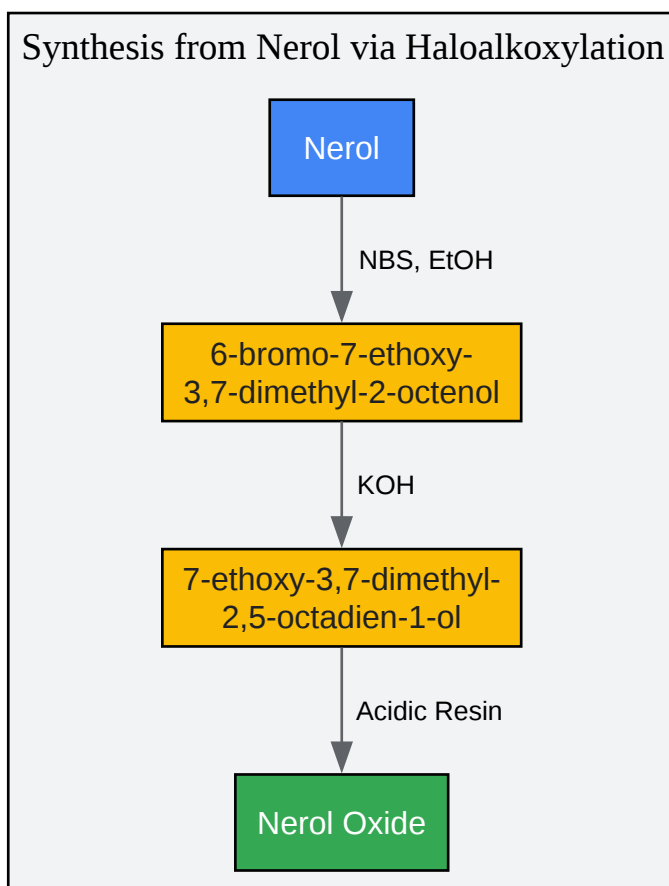 Synthesis from Nerol via Haloalkoxylation
Nerol
NBS, EtOH
6-bromo-7-ethoxy-
3,7-dimethyl-2-octenol
KOH
7-ethoxy-3,7-dimethyl-
2,5-octadien-1-ol
Acidic Resin
Nerol Oxide